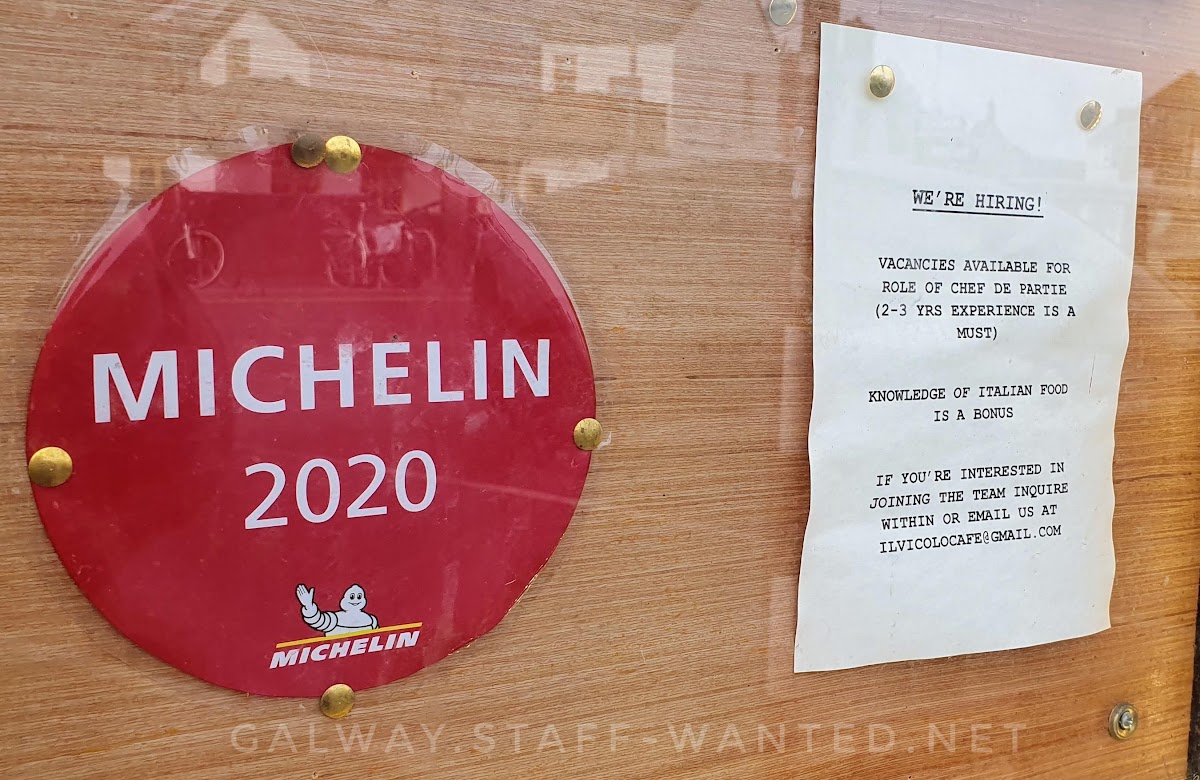 MICHELIN
2020
MICHELIN
WE'RE HIRING!
VACANCIES AVAILABLE FOR
ROLE OF CHEF DE PARTIE
(2-3 YRS EXPERIENCE IS A
MUST)
KNOWLEDGE OF ITALIAN FOOD
IS A BONUS
IF YOU'RE INTERESTED IN
JOINING THE TEAM INQUIRE
WITHIN OR EMAIL US AT
ILVICOLOCAFE@GMAIL.COM
GALWAY.STAFF-WANTED.NET